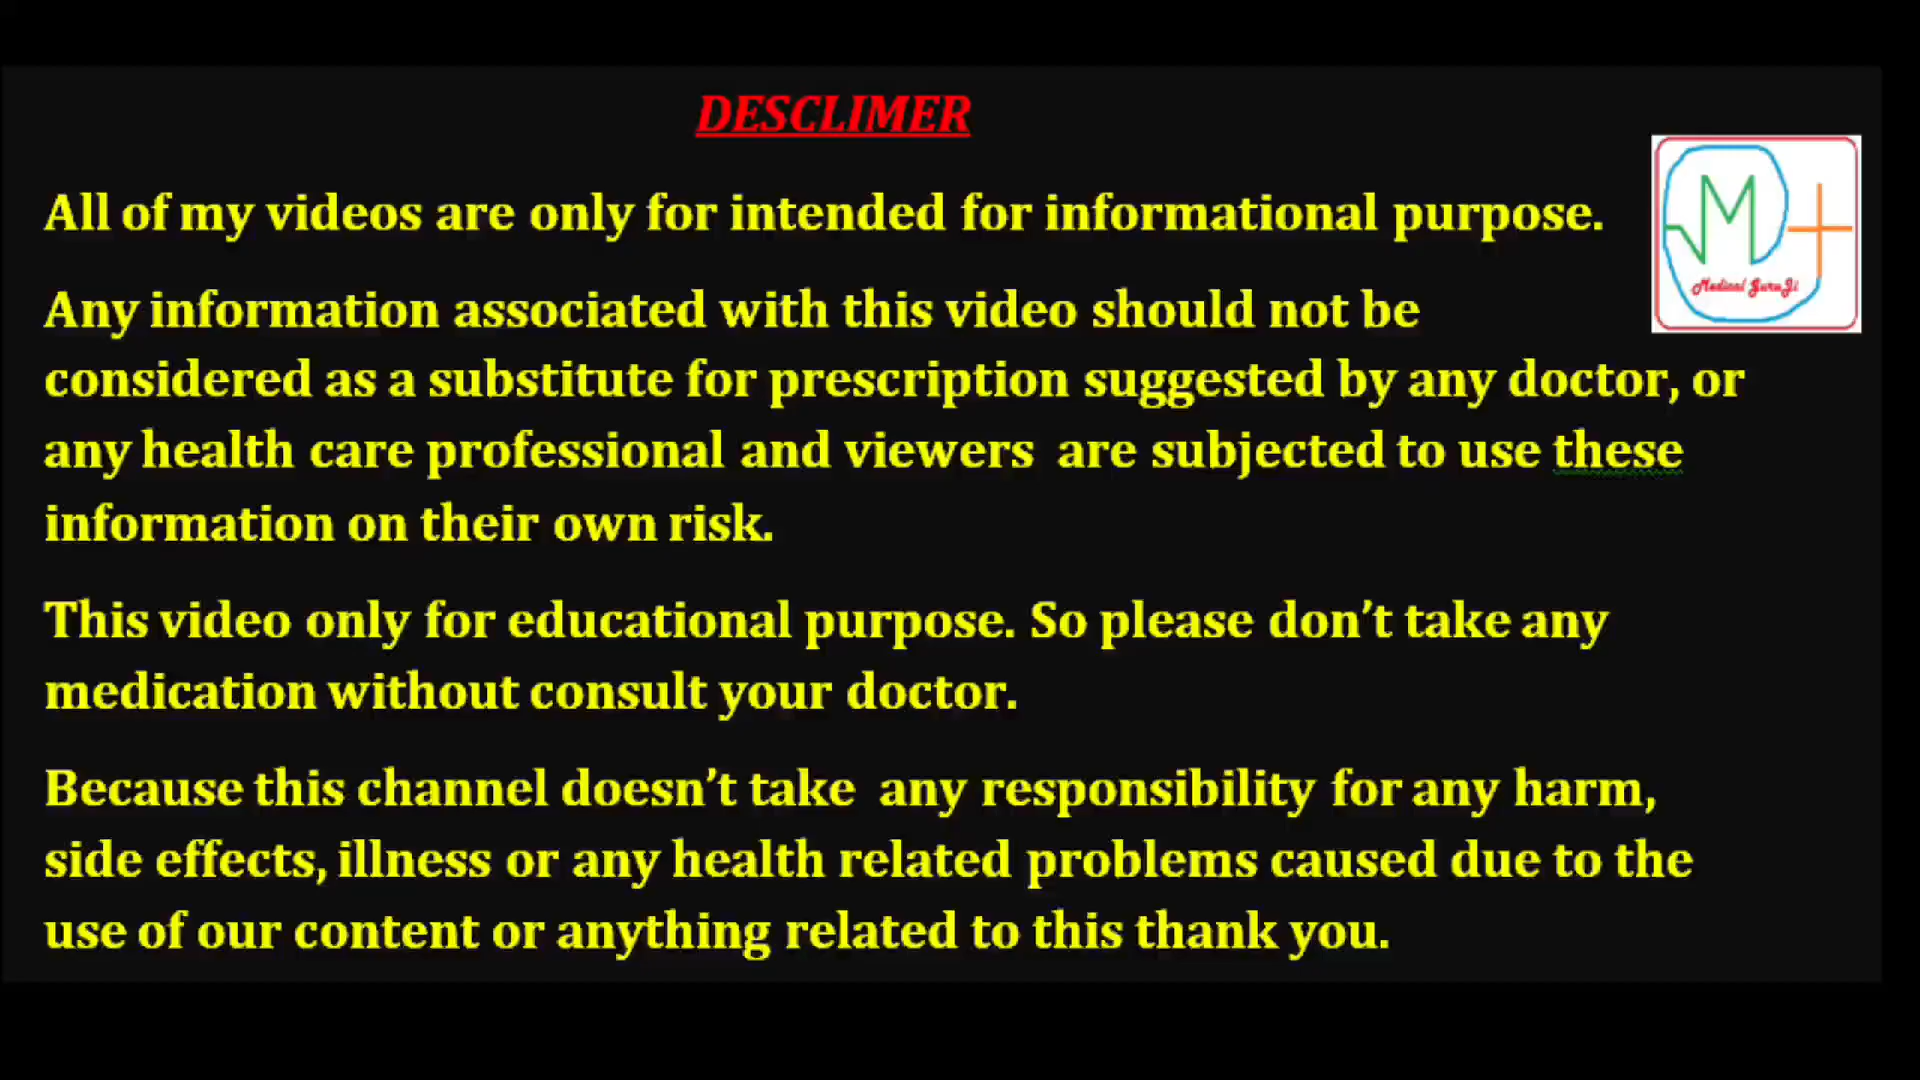 DESCLIMER
All of my videos are only for intended for informational purpose.
Any information associated with this video should not be
considered as a substitute for prescription suggested by any doctor, or
any health care professional and viewers are subjected to use these
information on their own risk.
This video only for educational purpose. So please don’t take any
medication without consult your doctor.
Because this channel doesn’t take any responsibility for any harm,
side effects, illness or any health related problems caused due to the
use of our content or anything related to this thank you.
M
Medical GuruJi